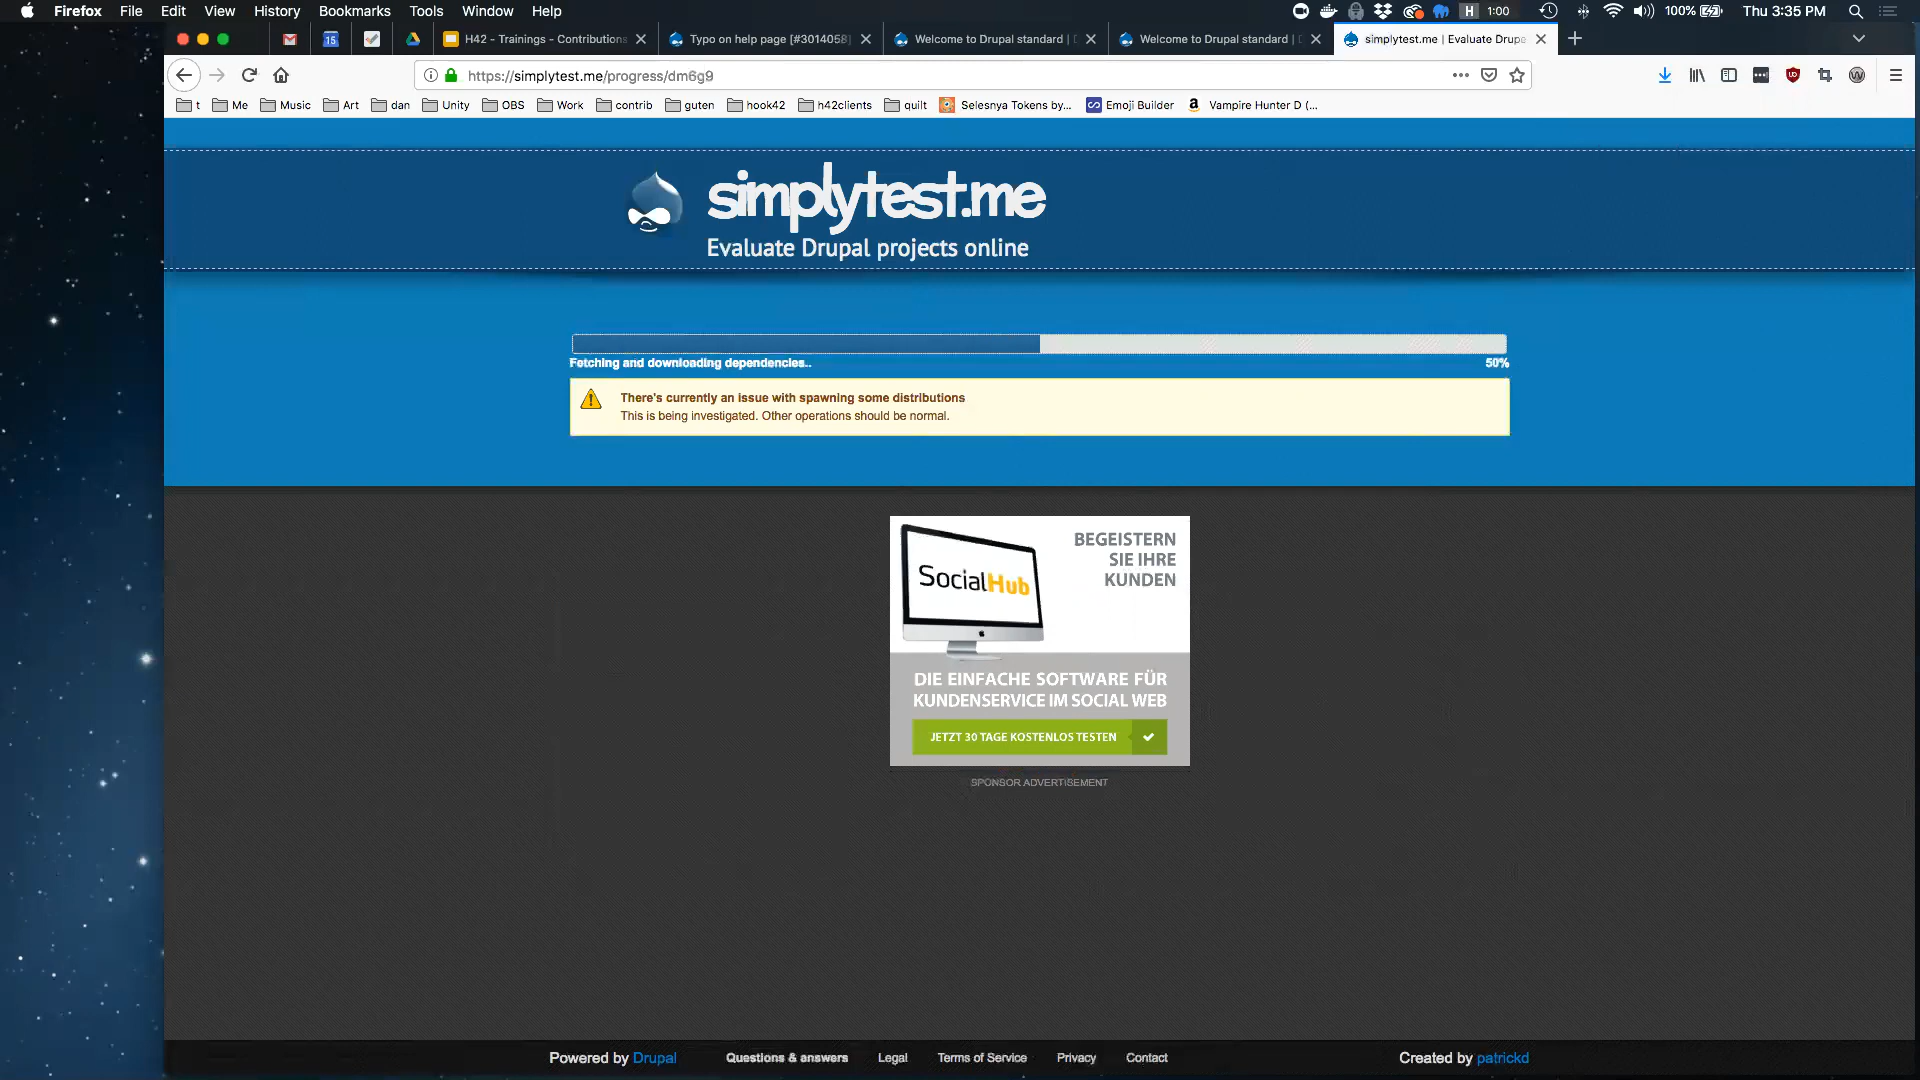 Firefox File Edit View History Bookmarks Tools Window Help
H 1:00 100% Thu 3:35 PM
15 H42 - Trainings - Contributions Typo on help page [#3014058] Welcome to Drupal standard | Welcome to Drupal standard | simplytest.me | Evaluate Drupe
https://simplytest.me/progress/dm6g9
t Me Music Art dan Unity OBS Work contrib guten hook42 h42clients quilt Selesnya Tokens by... Emoji Builder Vampire Hunter D (...
simplytest.me
Evaluate Drupal projects online
Fetching and downloading dependencies.. 50%
There's currently an issue with spawning some distributions
This is being investigated. Other operations should be normal.
BEGEISTERN
SIE IHRE
KUNDEN
SocialHub
DIE EINFACHE SOFTWARE FÜR
KUNDENSERVICE IM SOCIAL WEB
JETZT 30 TAGE KOSTENLOS TESTEN
SPONSOR ADVERTISEMENT
Powered by Drupal Questions & answers Legal Terms of Service Privacy Contact Created by patrickd